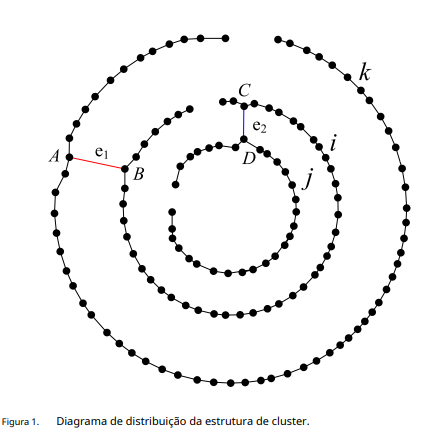 k
C
e₂
i
A
e₁
B
D
j
Figura 1. Diagrama de distribuição da estrutura de cluster.